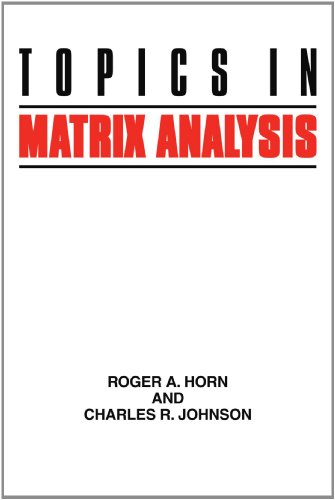 TOPICS IN
MATRIX ANALYSIS
ROGER A. HORN
AND
CHARLES R. JOHNSON